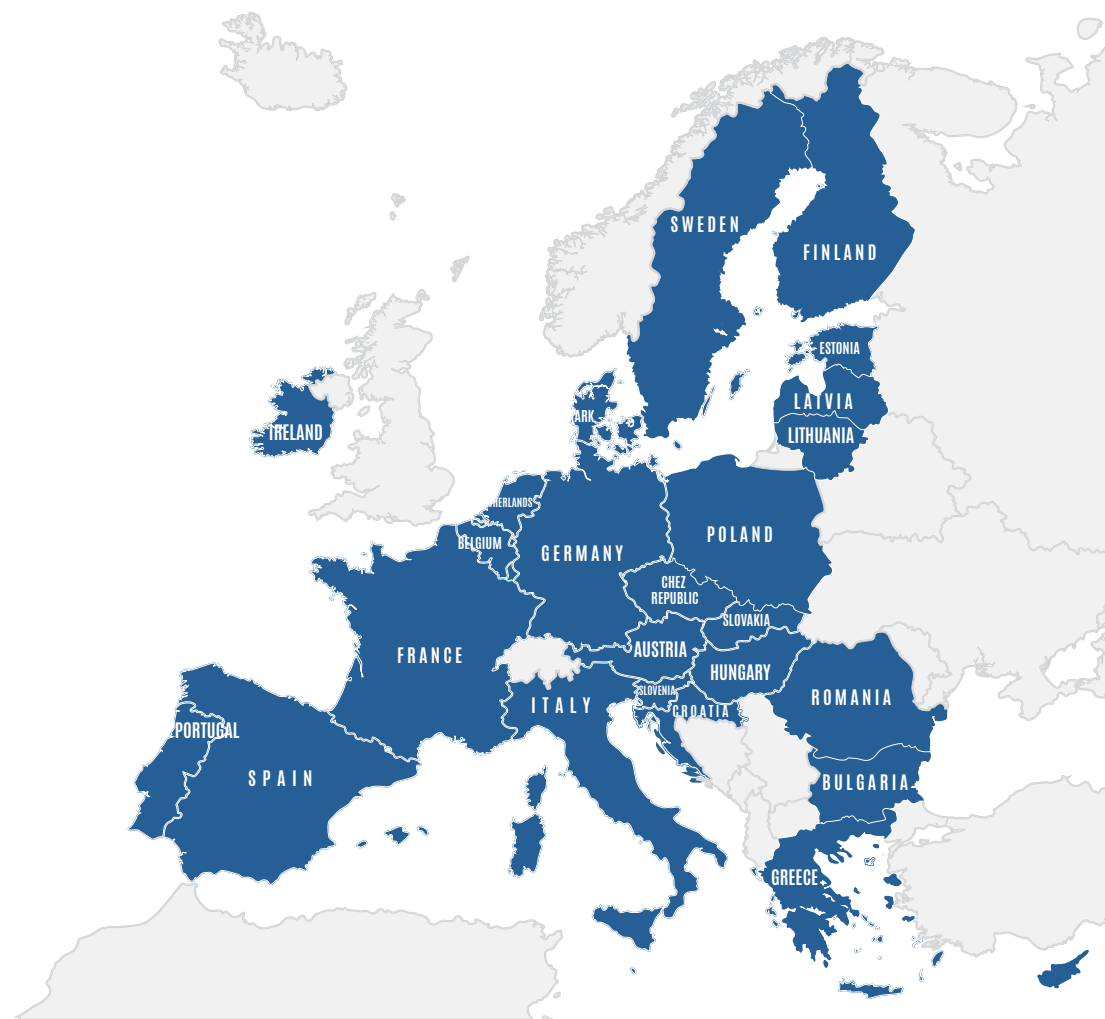 SWEDEN
FINLAND
ESTONIA
LATVIA
LITHUANIA
ARK
IRELAND
HERLANDS
BELGIUM
GERMANY
POLAND
CHEZ
REPUBLIC
SLOVAKIA
AUSTRIA
FRANCE
HUNGARY
SLOVENIA
ROMANIA
ITALY
CROATIA
PORTUGAL
SPAIN
BULGARIA
GREECE